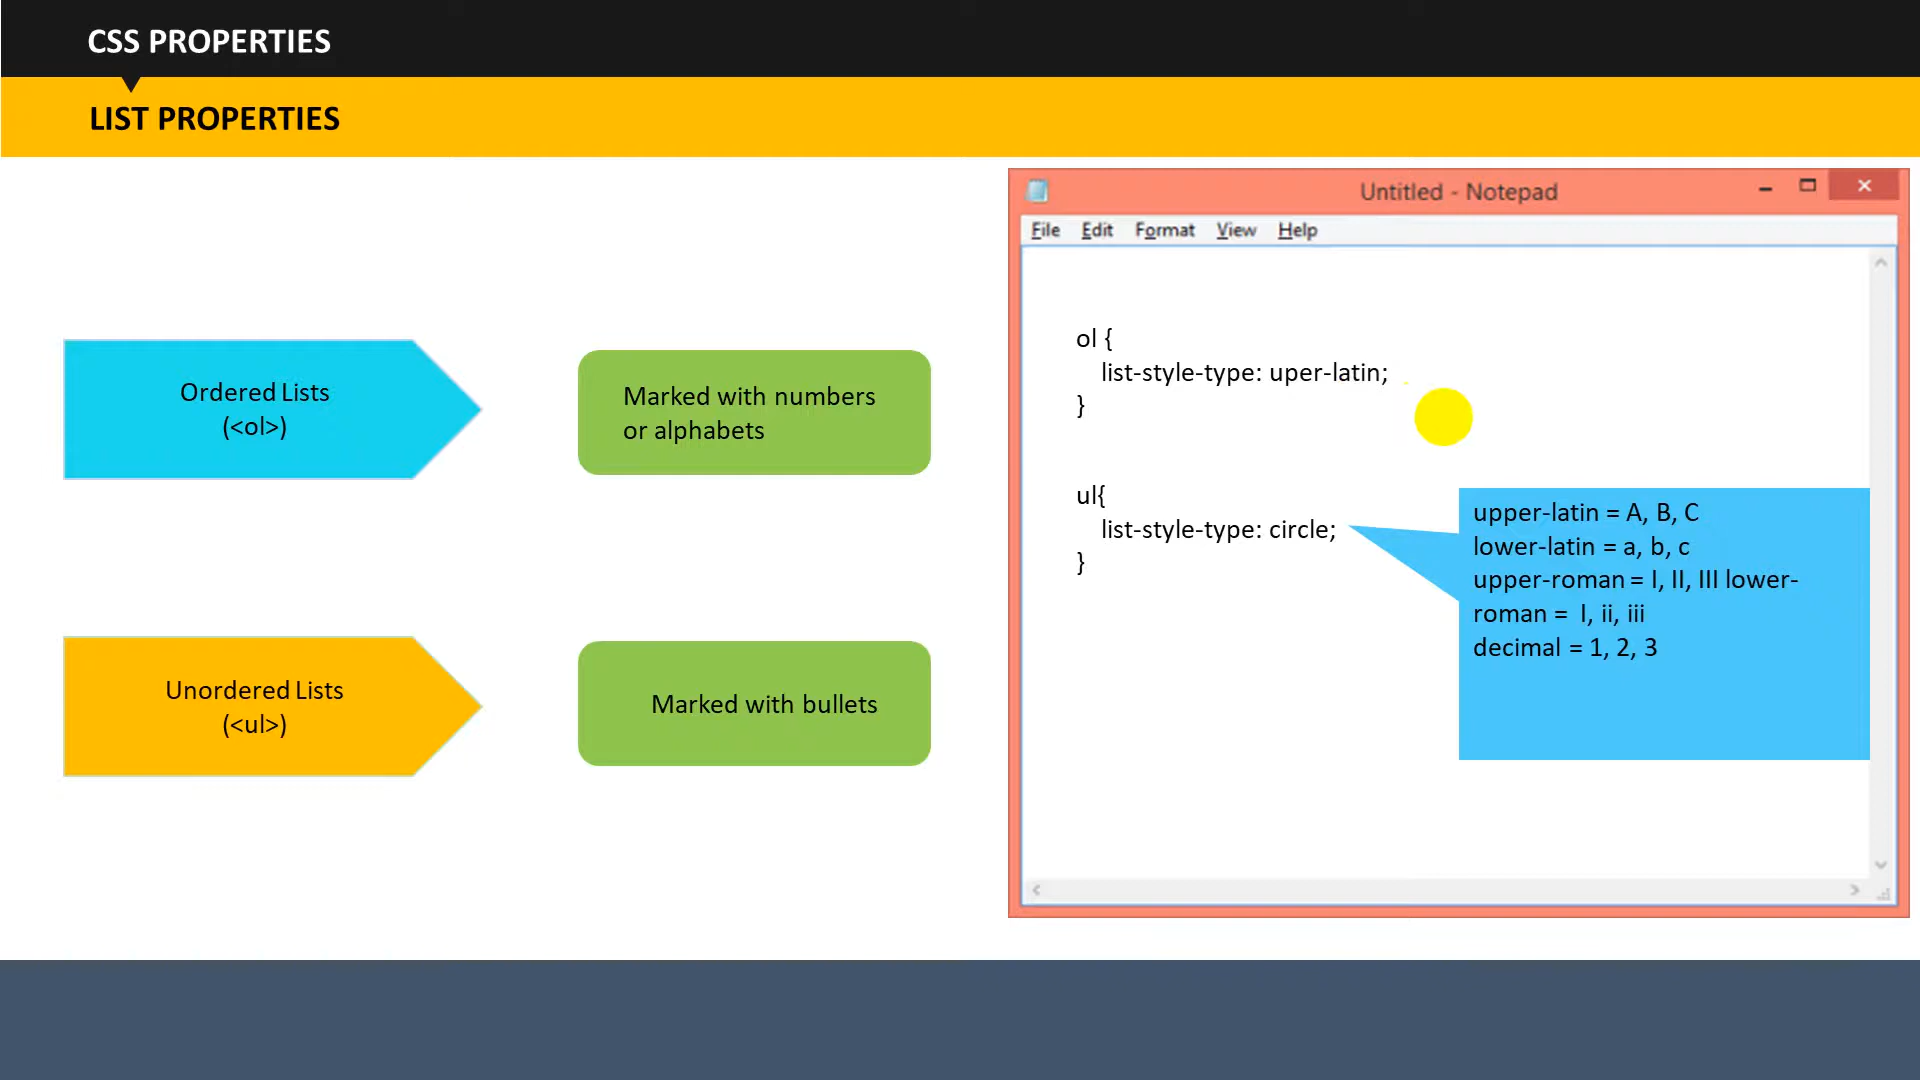 CSS PROPERTIES
LIST PROPERTIES
Ordered Lists
(<ol>)
Marked with numbers
or alphabets
Unordered Lists
(<ul>)
Marked with bullets
Untitled - Notepad
File Edit Format View Help
ol {
list-style-type: uper-latin;
}
ul{
list-style-type: circle;
}
upper-latin = A, B, C
lower-latin = a, b, c
upper-roman = I, II, III lower-
roman = I, ii, iii
decimal = 1, 2, 3